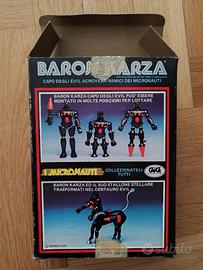 BARON KARZA
CAPO DEGLI EVIL ACROYEAR NEMICI DEI MICRONAUTI
BARON KARZA CAPO DEGLI EVIL PUO' ESSERE
MONTATO IN MOLTE POSIZIONI PER LOTTARE
I MICRONAUTI
COLLEZIONATELI
TUTTI
GiG
BARON KARZA ED IL SUO STALLONE STELLARE
TRASFORMATI NEL CENTAURO EVIL
subito